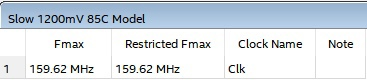 Slow 1200mV 85C Model
Fmax Restricted Fmax Clock Name Note
1 159.62 MHz 159.62 MHz Clk